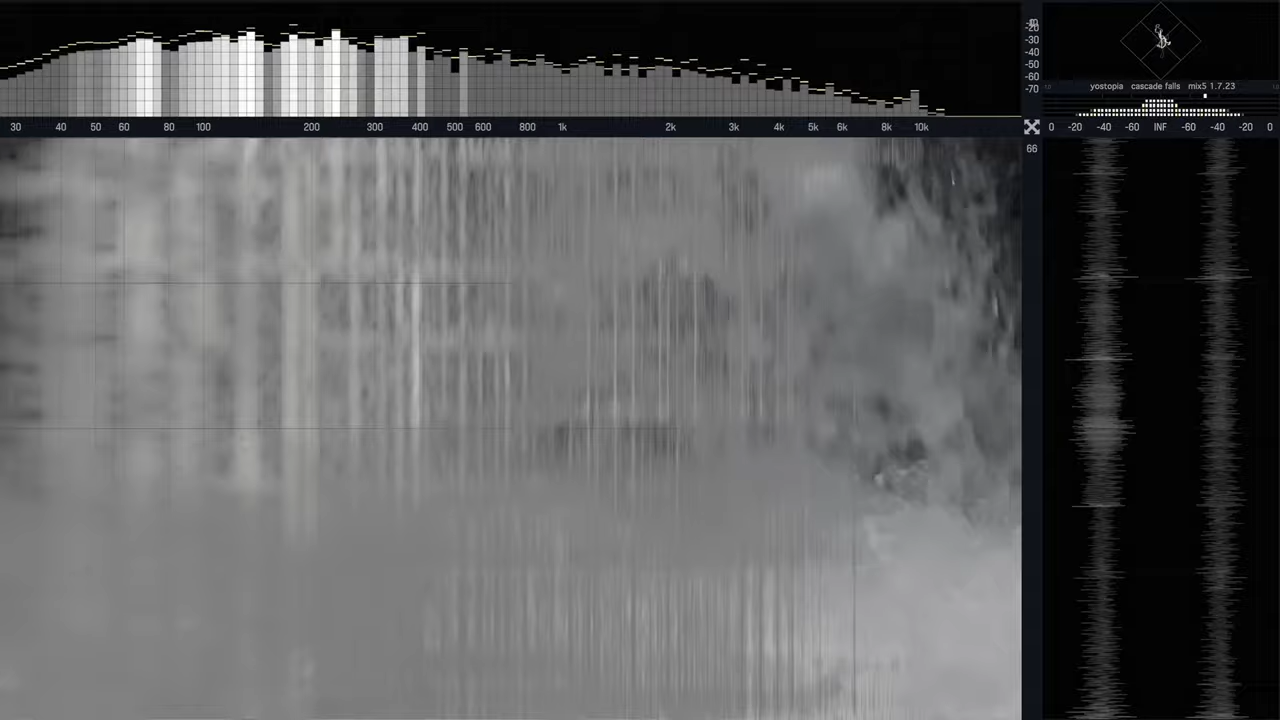 -20
-30
-40
-50
-60
-70
yostopia cascade falls mix5 1.7.23
30 40 50 60 80 100 200 300 400 500 600 800 1k 2k 3k 4k 5k 6k 8k 10k
0 -20 -40 -60 INF -60 -40 -20 0
66